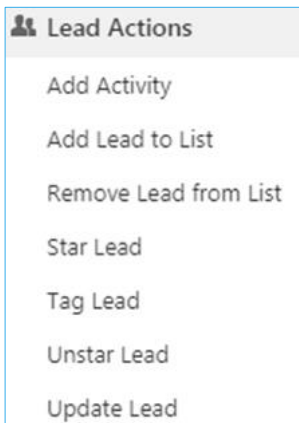 Lead Actions
Add Activity
Add Lead to List
Remove Lead from List
Star Lead
Tag Lead
Unstar Lead
Update Lead